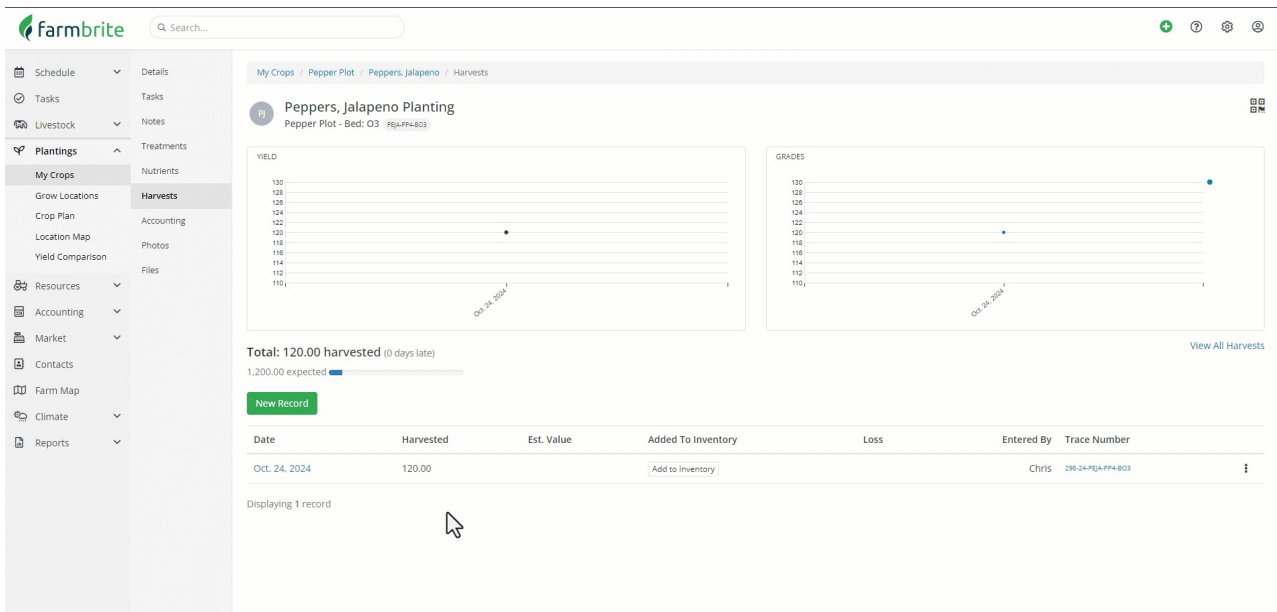 farmbrite
Search...
Schedule
Tasks
Livestock
Plantings
My Crops
Grow Locations
Crop Plan
Location Map
Yield Comparison
Resources
Accounting
Market
Contacts
Farm Map
Climate
Reports
Details
Tasks
Notes
Treatments
Nutrients
Harvests
Accounting
Photos
Files
My Crops / Pepper Plot / Peppers, Jalapeno / Harvests
PJ
Peppers, Jalapeno Planting
Pepper Plot - Bed: O3 PEJA-PP4-BO3
YIELD
130
128
126
124
122
120
118
116
114
112
110
Oct. 24, 2024
GRADES
130
128
126
124
122
120
118
116
114
112
110
Oct. 24, 2024
Total: 120.00 harvested (0 days late)
View All Harvests
1,200.00 expected
New Record
Date Harvested Est. Value Added To Inventory Loss Entered By Trace Number
Oct. 24, 2024 120.00 Add to Inventory Chris 298-24-PEJA-PP4-BO3
Displaying 1 record